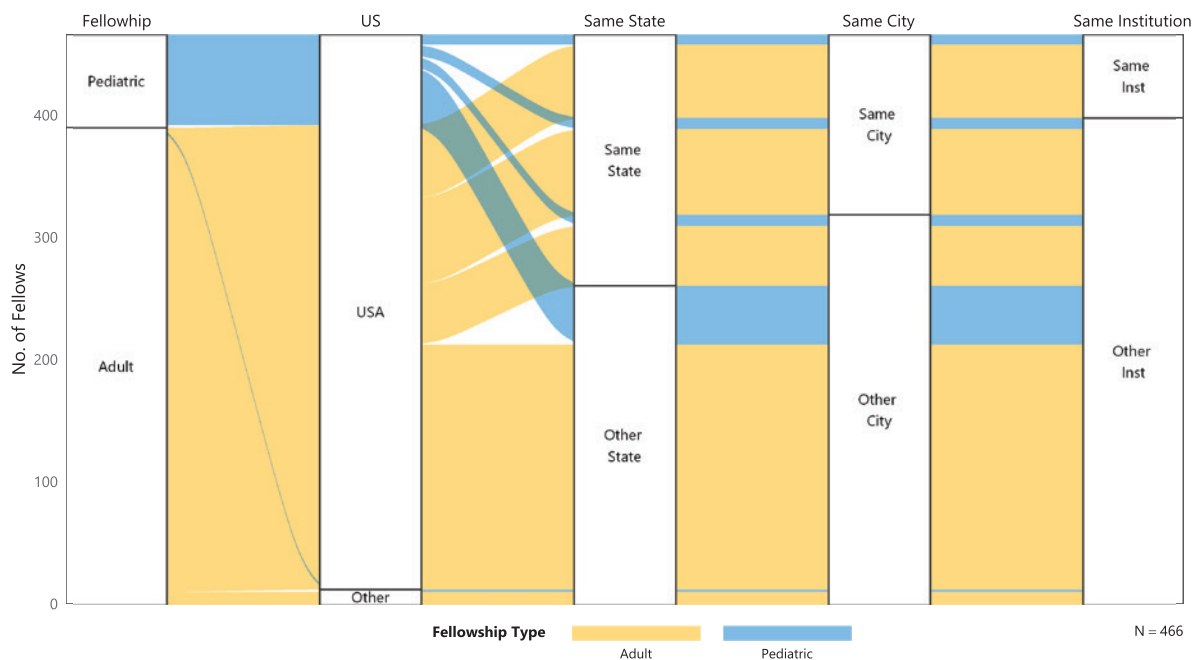 Fellowship
US
Same State
Same City
Same Institution
No. of Fellows
400
300
200
100
0
Pediatric
Adult
USA
Other
Same
State
Other
State
Same
City
Other
City
Same
Inst
Other
Inst
Fellowship Type
Adult
Pediatric
N = 466